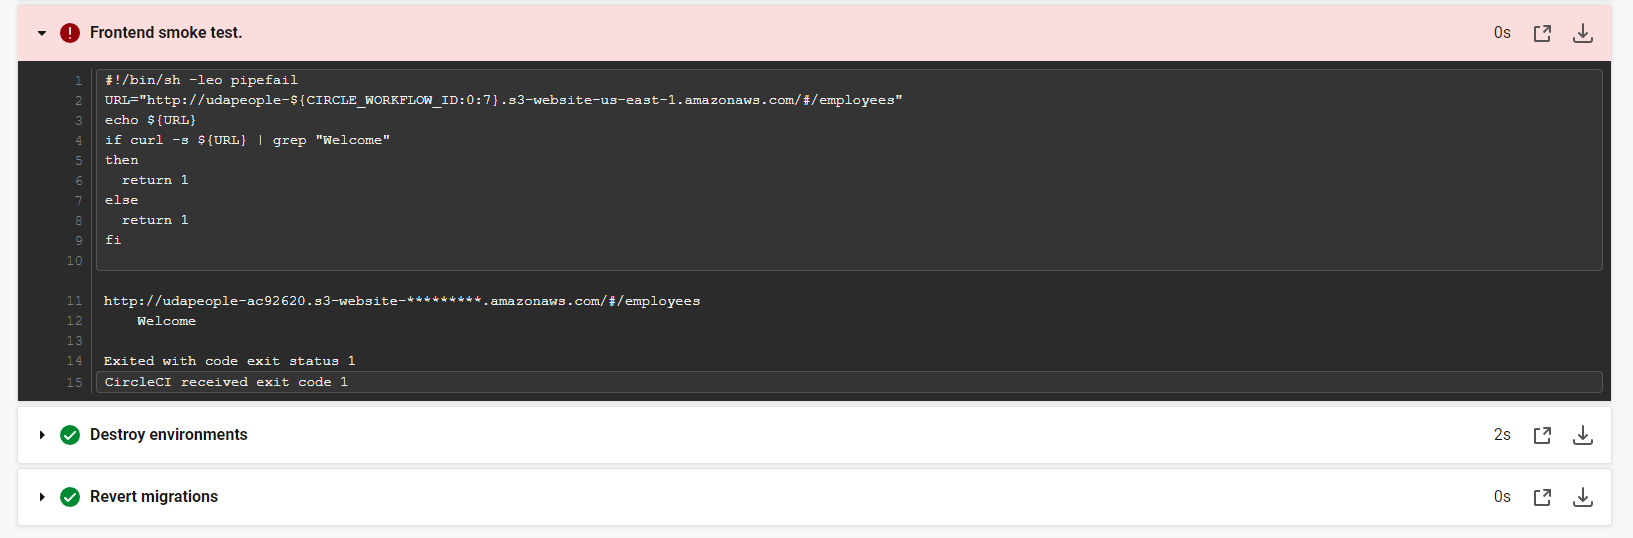 Frontend smoke test.
0s
1 #!/bin/sh -leo pipefail
2 URL="http://udapeople-${CIRCLE_WORKFLOW_ID:0:7}.s3-website-us-east-1.amazonaws.com/#/employees"
3 echo ${URL}
4 if curl -s ${URL} | grep "Welcome"
5 then
6   return 1
7 else
8   return 1
9 fi
10
11 http://udapeople-ac92620.s3-website-*********.amazonaws.com/#/employees
12     Welcome
13
14 Exited with code exit status 1
15 CircleCI received exit code 1
Destroy environments
2s
Revert migrations
0s